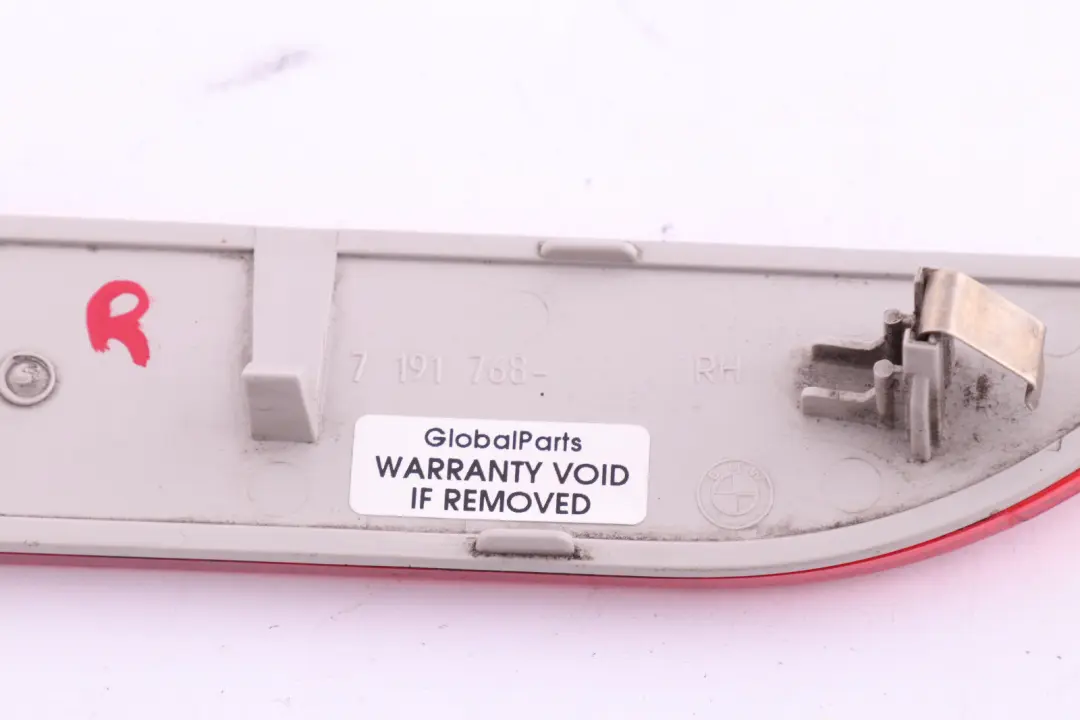 R
7 191 768-
RH
GlobalParts
WARRANTY VOID
IF REMOVED